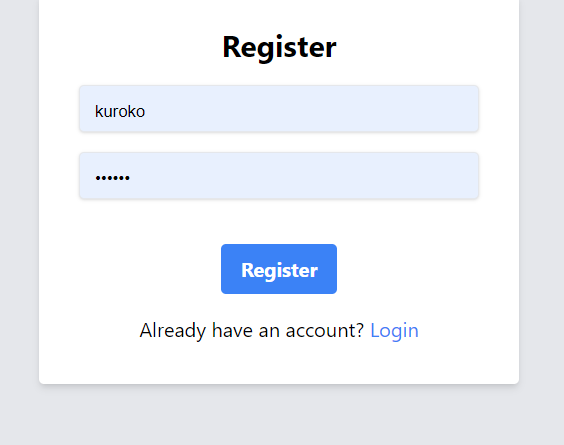 Register
kuroko
••••••
Register
Already have an account? Login